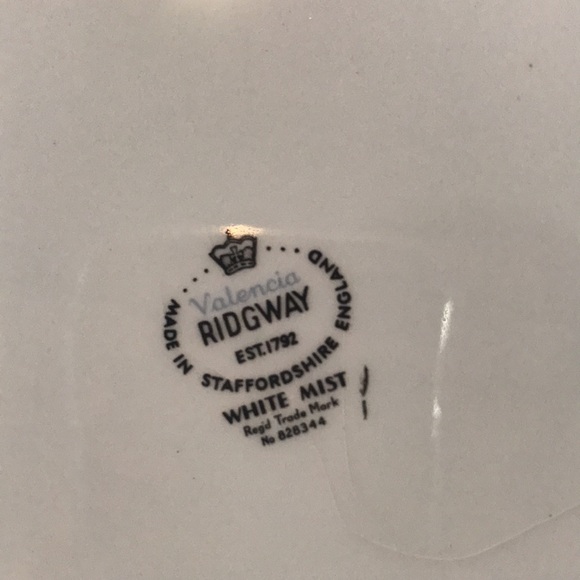 Valencia
RIDGWAY
EST.1792
MADE IN STAFFORDSHIRE ENGLAND
WHITE MIST
Regd Trade Mark
No 828344